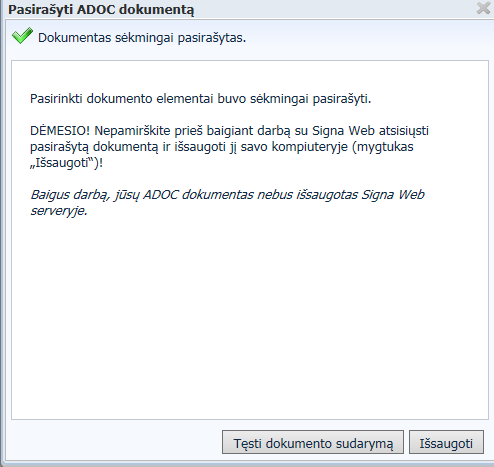 Pasirašyti ADOC dokumentą
Dokumentas sėkmingai pasirašytas.
Pasirinkti dokumento elementai buvo sėkmingai pasirašyti.
DĖMESIO! Nepamirškite prieš baigiant darbą su Signa Web atsisiųsti
pasirašytą dokumentą ir išsaugoti jį savo kompiuteryje (mygtukas
„Išsaugoti“)!
Baigus darbą, jūsų ADOC dokumentas nebus išsaugotas Signa Web
serveryje.
Tęsti dokumento sudarymą
Išsaugoti